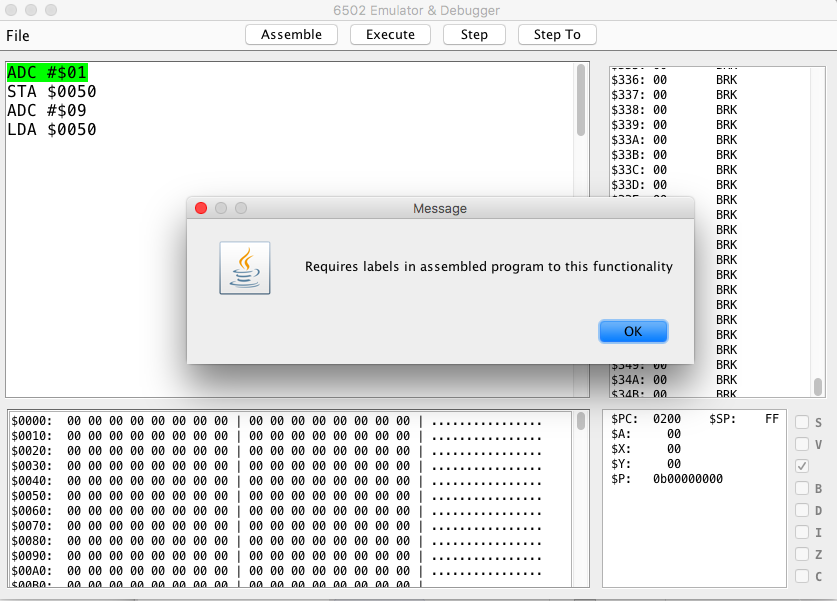 6502 Emulator & Debugger
File
Assemble
Execute
Step
Step To
ADC #$01
STA $0050
ADC #$09
LDA $0050
$336: 00 BRK
$337: 00 BRK
$338: 00 BRK
$339: 00 BRK
$33A: 00 BRK
$33B: 00 BRK
$33C: 00 BRK
$33D: 00 BRK
BRK
BRK
BRK
BRK
BRK
BRK
BRK
BRK
BRK
BRK
BRK
$349: 00 BRK
$34A: 00 BRK
$34B: 00 BRK
Message
Requires labels in assembled program to this functionality
OK
$0000: 00 00 00 00 00 00 00 00 | 00 00 00 00 00 00 00 00 | ................
$0010: 00 00 00 00 00 00 00 00 | 00 00 00 00 00 00 00 00 | ................
$0020: 00 00 00 00 00 00 00 00 | 00 00 00 00 00 00 00 00 | ................
$0030: 00 00 00 00 00 00 00 00 | 00 00 00 00 00 00 00 00 | ................
$0040: 00 00 00 00 00 00 00 00 | 00 00 00 00 00 00 00 00 | ................
$0050: 00 00 00 00 00 00 00 00 | 00 00 00 00 00 00 00 00 | ................
$0060: 00 00 00 00 00 00 00 00 | 00 00 00 00 00 00 00 00 | ................
$0070: 00 00 00 00 00 00 00 00 | 00 00 00 00 00 00 00 00 | ................
$0080: 00 00 00 00 00 00 00 00 | 00 00 00 00 00 00 00 00 | ................
$0090: 00 00 00 00 00 00 00 00 | 00 00 00 00 00 00 00 00 | ................
$00A0: 00 00 00 00 00 00 00 00 | 00 00 00 00 00 00 00 00 | ................
$00B0: 00 00 00 00 00 00 00 00 | 00 00 00 00 00 00 00 00 | ................
$PC: 0200 $SP: FF
$A: 00
$X: 00
$Y: 00
$P: 0b00000000
S
V
B
D
I
Z
C